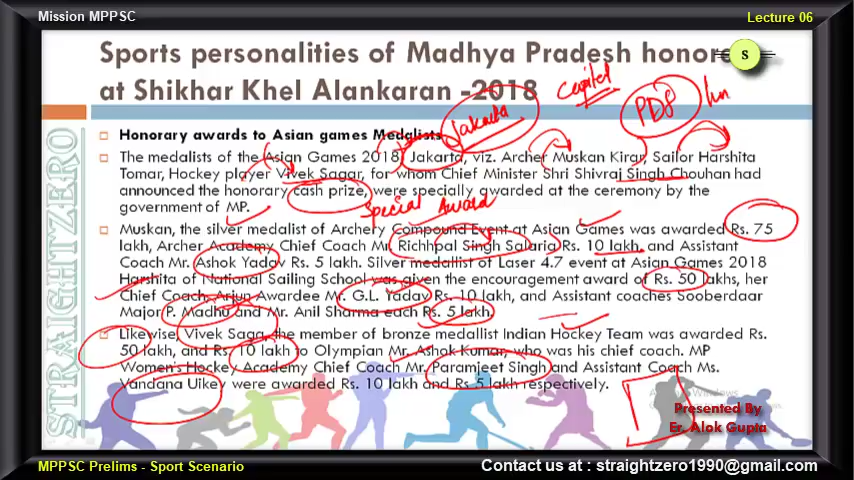 Mission MPPSC
Lecture 06
Sports personalities of Madhya Pradesh honored
at Shikhar Khel Alankaran -2018
S
Capital
Jakarta
PDS
Honorary awards to Asian games Medalists
The medalists of the Asian Games 2018 Jakarta, viz. Archer Muskan Kirar, Sailor Harshita
Tomar, Hockey player Vivek Sagar, for which Chief Minister Shri Shivraj Singh Chouhan had
announced the honorary cash prize, were specially awarded at the ceremony by the
government of MP.
Special Award
Muskan, the silver medalist of Archery Compound Event at Asian Games was awarded Rs. 75
lakh, Archer Academy Chief Coach Mr. Richhpal Singh Salaria Rs. 10 lakh. and Assistant
Coach Mr. Ashok Yadav Rs. 5 lakh. Silver medallist of Laser 4.7 event at Asian Games 2018
Harshita of National Sailing School was given the encouragement award of Rs. 50 lakhs, her
Chief Coach Arjun Awardee Mr. G.L. Yadav Rs. 10 lakh, and Assistant coaches Sooberdaar
Major P. Madhu and Mr. Anil Sharma each Rs. 5 lakh.
Likewise, Vivek Saga, the member of bronze medallist Indian Hockey Team was awarded Rs.
50 lakh, and Rs. 10 lakh to Olympian Mr. Ashok Kumar, who was his chief coach. MP
Women's Hockey Academy Chief Coach Mr. Paramjeet Singh and Assistant Coach Ms.
Vandana Uikey were awarded Rs. 10 lakh and Rs. 5 lakh respectively.
STRAIGHTZERO
Presented By
Er. Alok Gupta
MPPSC Prelims - Sport Scenario
Contact us at : straightzero1990@gmail.com